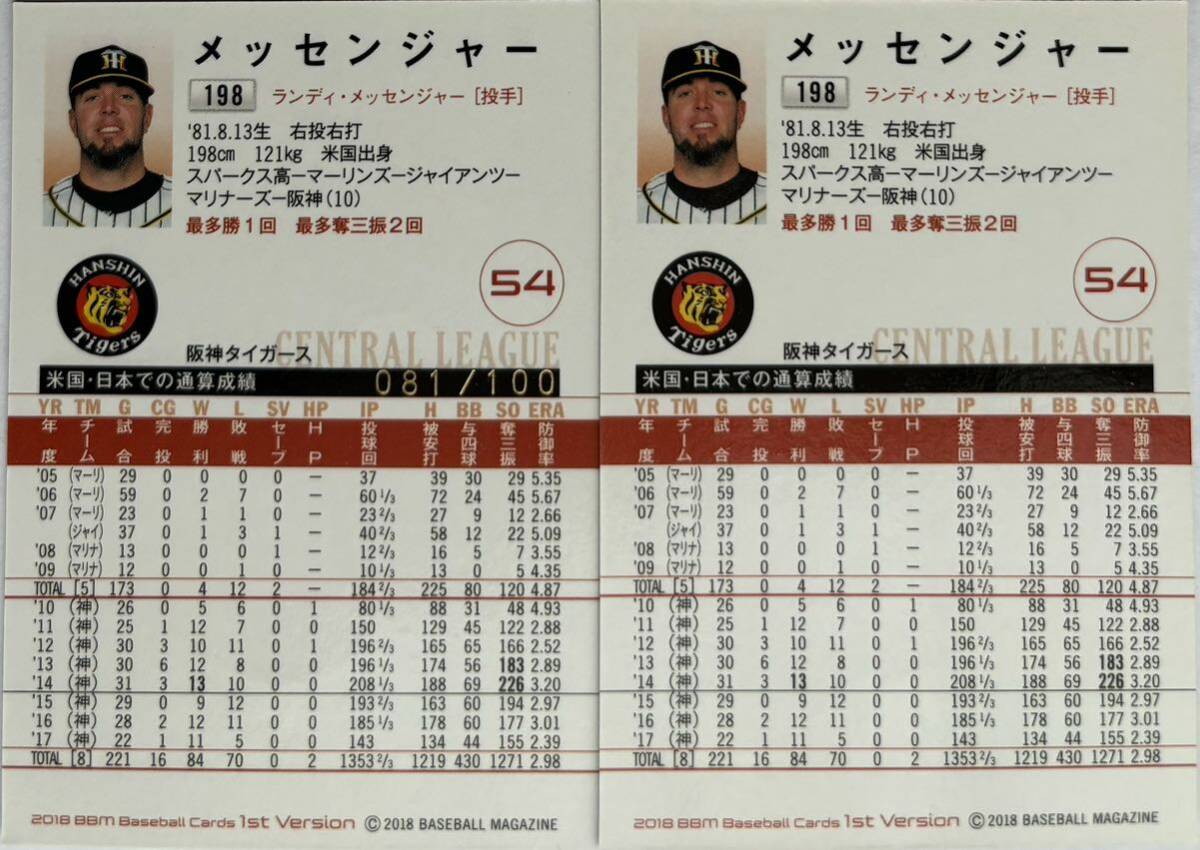 メッセンジャー
198 ランディ・メッセンジャー [投手]
'81.8.13生 右投右打
198cm 121kg 米国出身
スパークス高ーマーリンズージャイアンツー
マリナーズー阪神(10)
最多勝1回 最多奪三振2回
HANSHIN Tigers
54
CENTRAL LEAGUE
阪神タイガース
米国・日本での通算成績 081/100
YR TM G CG W L SV HP IP H BB SO ERA
年度 チーム 試合 完投 勝利 敗戦 セーブ HP 投球回 被安打 与四球 奪三振 防御率
'05 (マーリ) 29 0 0 0 0 − 37 39 30 29 5.35
'06 (マーリ) 59 0 2 7 0 − 60 1/3 72 24 45 5.67
'07 (マーリ) 23 0 1 1 0 − 23 2/3 27 9 12 2.66
(ジャイ) 37 0 1 3 1 − 40 2/3 58 12 22 5.09
'08 (マリナ) 13 0 0 0 1 − 12 2/3 16 5 7 3.55
'09 (マリナ) 12 0 0 1 0 − 10 1/3 13 0 5 4.35
TOTAL [5] 173 0 4 12 2 − 184 2/3 225 80 120 4.87
'10 (神) 26 0 5 6 0 1 80 1/3 88 31 48 4.93
'11 (神) 25 1 12 7 0 0 150 129 45 122 2.88
'12 (神) 30 3 10 11 0 1 196 2/3 165 65 166 2.52
'13 (神) 30 6 12 8 0 0 196 1/3 174 56 183 2.89
'14 (神) 31 3 13 10 0 0 208 1/3 188 69 226 3.20
'15 (神) 29 0 9 12 0 0 193 2/3 163 60 194 2.97
'16 (神) 28 2 12 11 0 0 185 1/3 178 60 177 3.01
'17 (神) 22 1 11 5 0 0 143 134 44 155 2.39
TOTAL [8] 221 16 84 70 0 2 1353 2/3 1219 430 1271 2.98
2018 BBM Baseball Cards 1st Version © 2018 BASEBALL MAGAZINE
メッセンジャー
198 ランディ・メッセンジャー [投手]
'81.8.13生 右投右打
198cm 121kg 米国出身
スパークス高ーマーリンズージャイアンツー
マリナーズー阪神(10)
最多勝1回 最多奪三振2回
HANSHIN Tigers
54
CENTRAL LEAGUE
阪神タイガース
米国・日本での通算成績
YR TM G CG W L SV HP IP H BB SO ERA
年度 チーム 試合 完投 勝利 敗戦 セーブ HP 投球回 被安打 与四球 奪三振 防御率
'05 (マーリ) 29 0 0 0 0 − 37 39 30 29 5.35
'06 (マーリ) 59 0 2 7 0 − 60 1/3 72 24 45 5.67
'07 (マーリ) 23 0 1 1 0 − 23 2/3 27 9 12 2.66
(ジャイ) 37 0 1 3 1 − 40 2/3 58 12 22 5.09
'08 (マリナ) 13 0 0 0 1 − 12 2/3 16 5 7 3.55
'09 (マリナ) 12 0 0 1 0 − 10 1/3 13 0 5 4.35
TOTAL [5] 173 0 4 12 2 − 184 2/3 225 80 120 4.87
'10 (神) 26 0 5 6 0 1 80 1/3 88 31 48 4.93
'11 (神) 25 1 12 7 0 0 150 129 45 122 2.88
'12 (神) 30 3 10 11 0 1 196 2/3 165 65 166 2.52
'13 (神) 30 6 12 8 0 0 196 1/3 174 56 183 2.89
'14 (神) 31 3 13 10 0 0 208 1/3 188 69 226 3.20
'15 (神) 29 0 9 12 0 0 193 2/3 163 60 194 2.97
'16 (神) 28 2 12 11 0 0 185 1/3 178 60 177 3.01
'17 (神) 22 1 11 5 0 0 143 134 44 155 2.39
TOTAL [8] 221 16 84 70 0 2 1353 2/3 1219 430 1271 2.98
2018 BBM Baseball Cards 1st Version © 2018 BASEBALL MAGAZINE